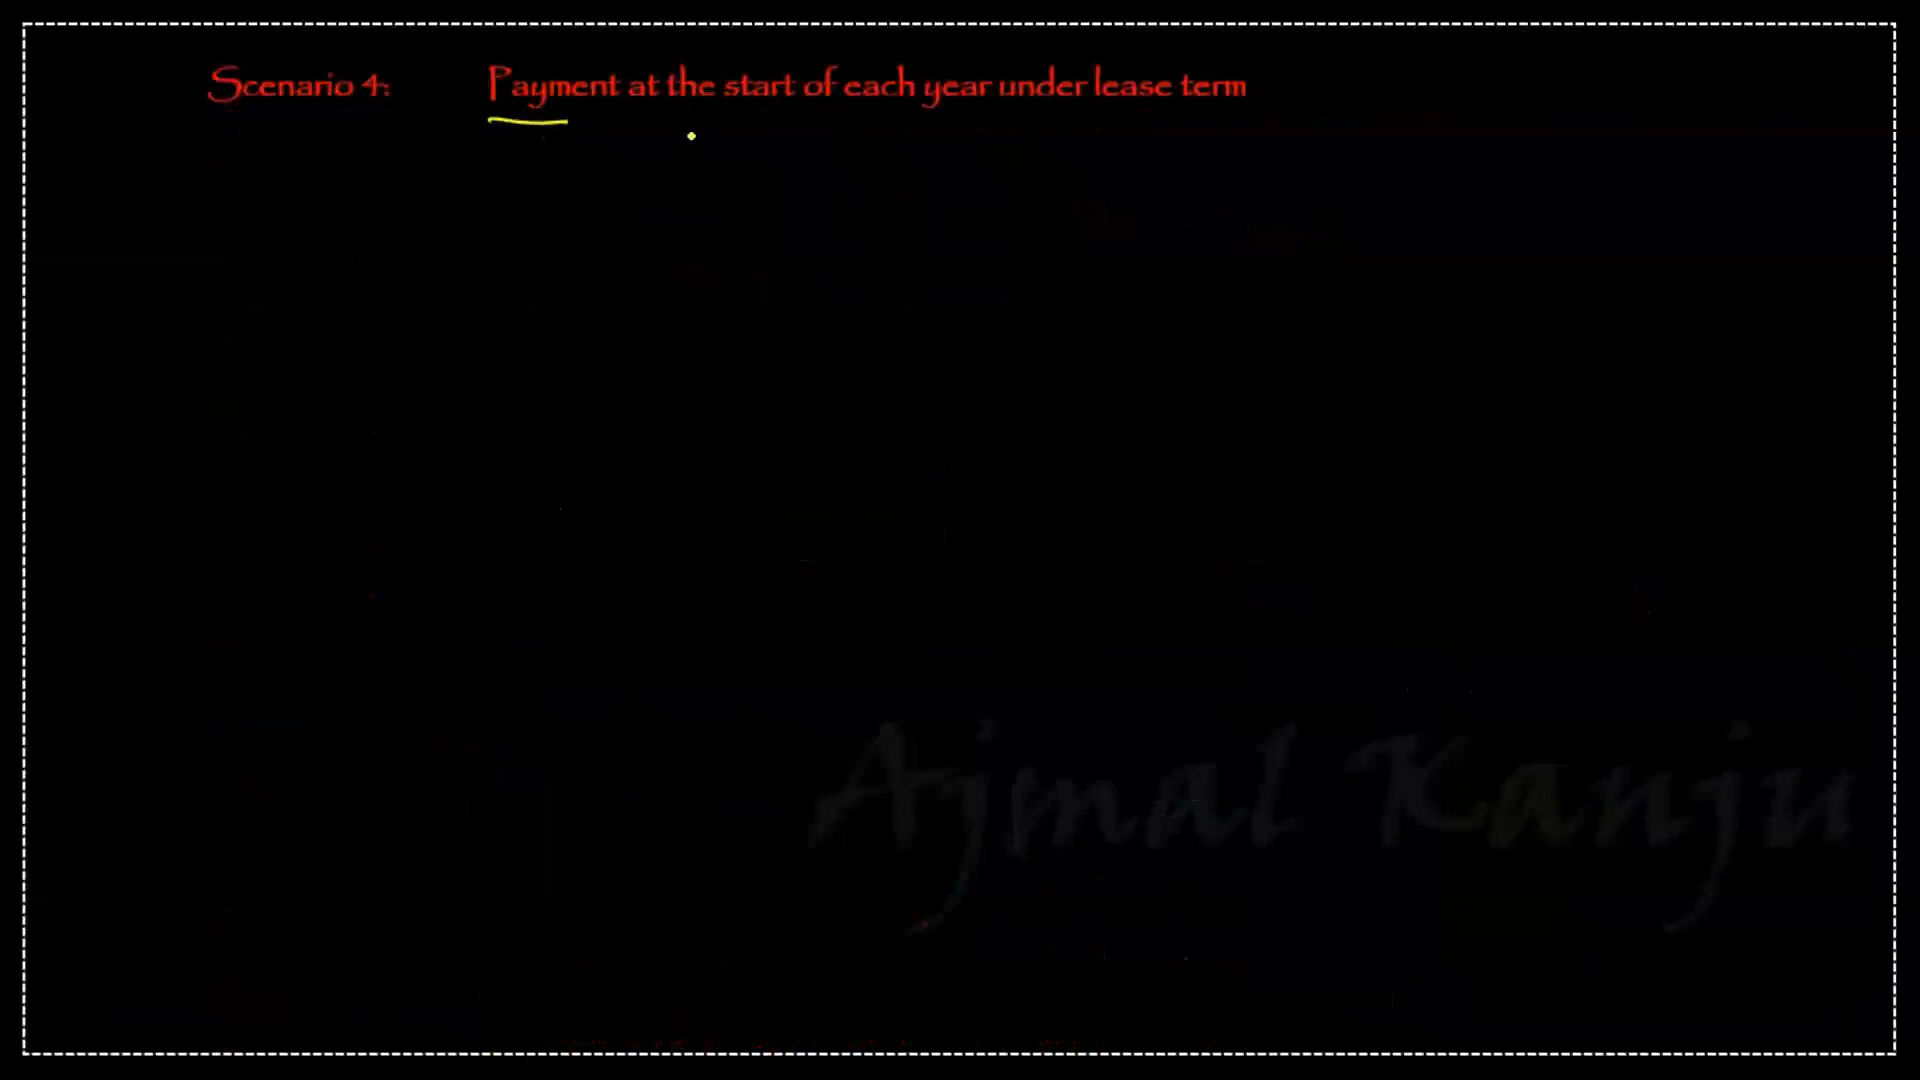 Scenario 4: Payment at the start of each year under lease term
Ajmal Kanju